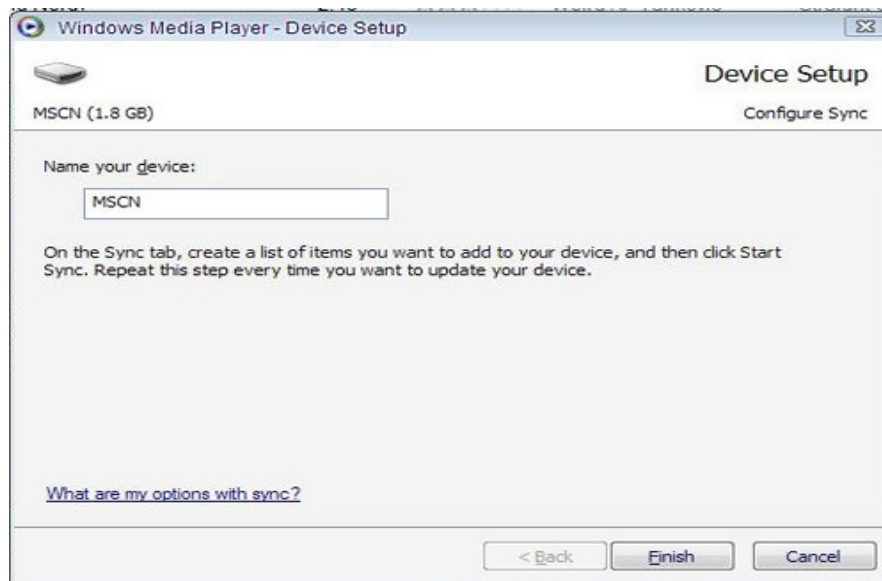 Windows Media Player - Device Setup
Device Setup
MSCN (1.8 GB)
Configure Sync
Name your device:
MSCN
On the Sync tab, create a list of items you want to add to your device, and then click Start
Sync. Repeat this step every time you want to update your device.
What are my options with sync?
< Back
Finish
Cancel